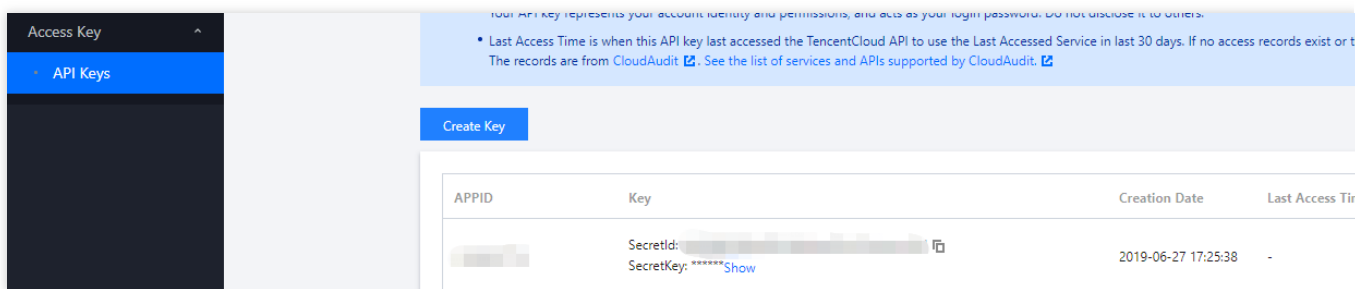 Your API key represents your account identity and permissions, and acts as your login password. Do not disclose it to others.
Access Key
• Last Access Time is when this API key last accessed the TencentCloud API to use the Last Accessed Service in last 30 days. If no access records exist or t
The records are from CloudAudit. See the list of services and APIs supported by CloudAudit.
API Keys
Create Key
APPID Key Creation Date Last Access Tim
SecretId:
2019-06-27 17:25:38 -
SecretKey: ******Show